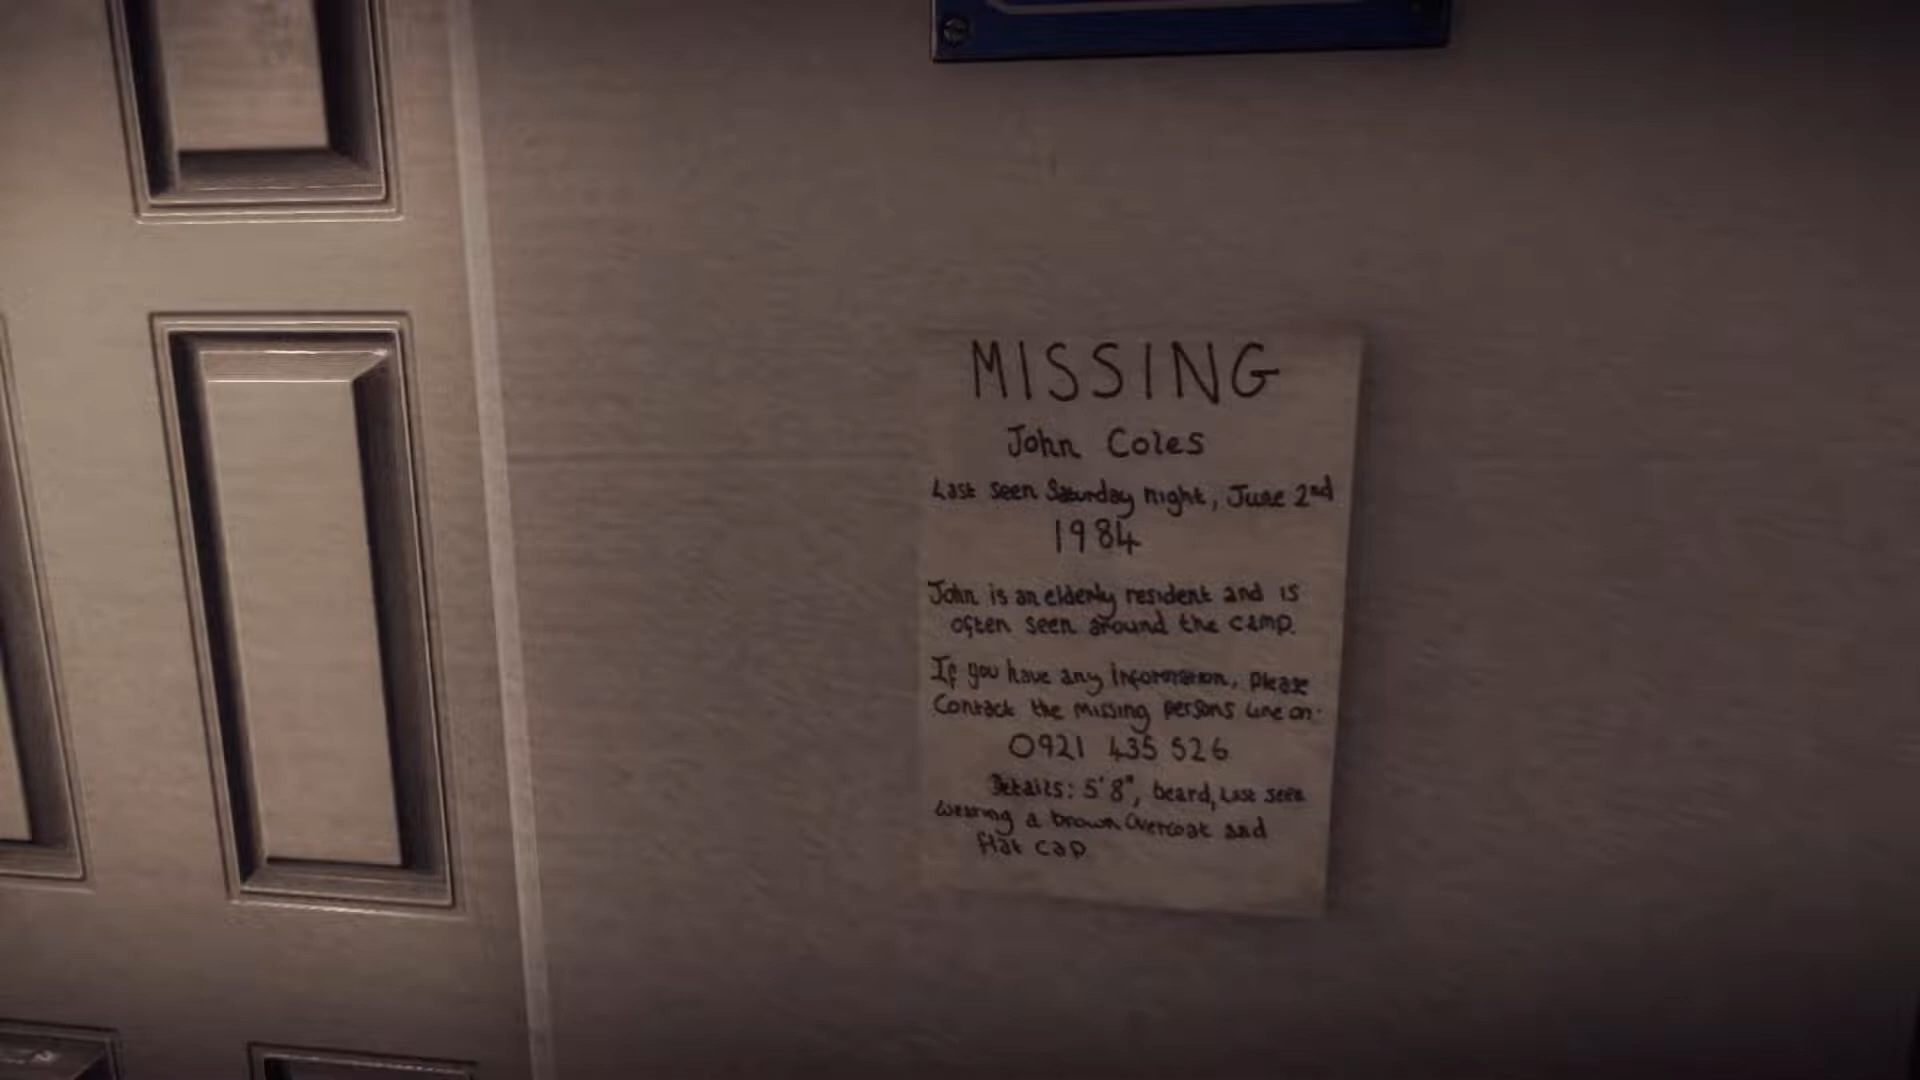 MISSING
John Coles
Last seen Saturday night, June 2nd
1984
John is an elderly resident and is
often seen around the camp.
If you have any information, please
Contact the missing persons line on:
0921 435 526
Details: 5'8", beard, last seen
wearing a brown overcoat and
flat cap